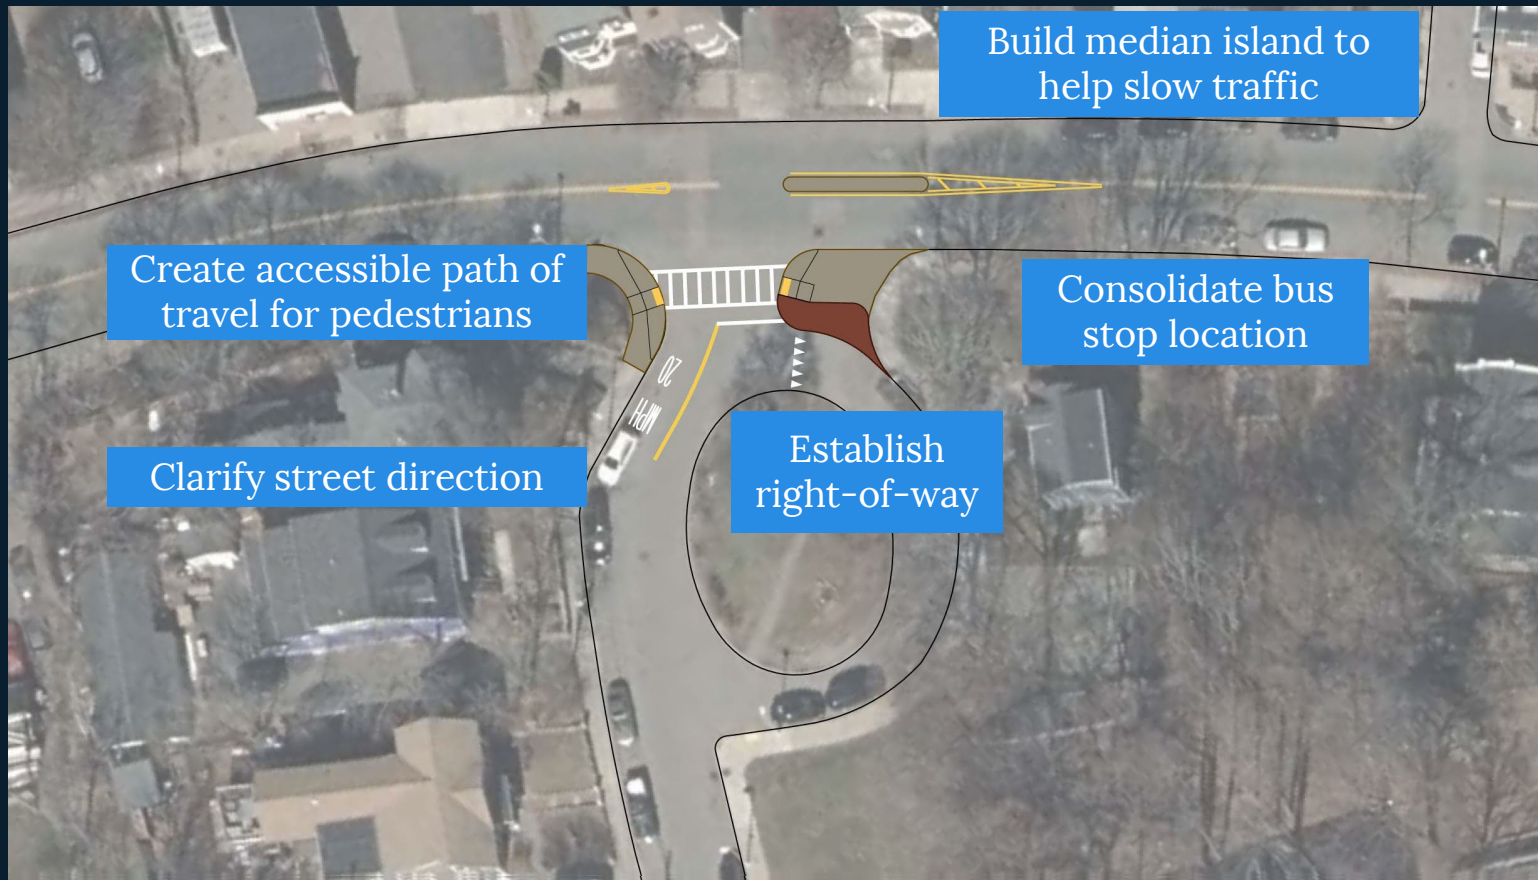 Build median island to
help slow traffic
Create accessible path of
travel for pedestrians
Consolidate bus
stop location
20
MPH
Clarify street direction
Establish
right-of-way